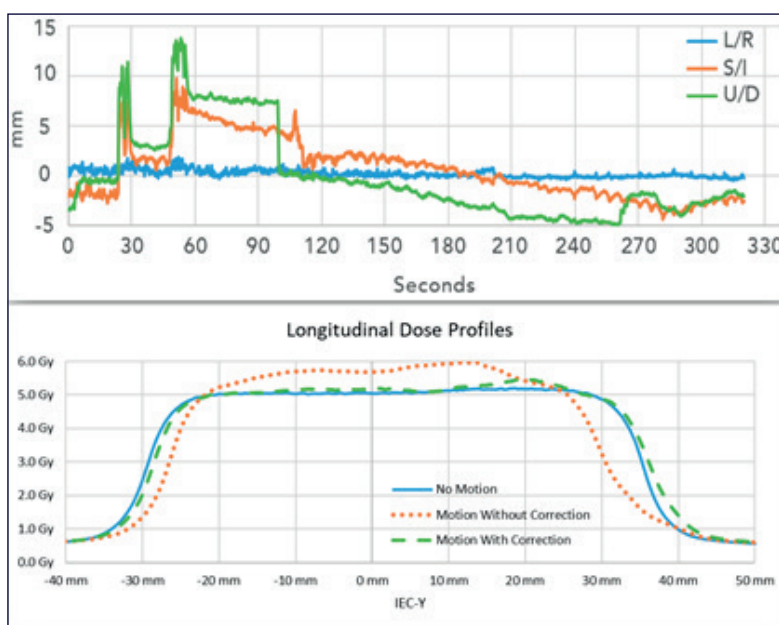 15
10
5
0
-5
mm
L/R
S/I
U/D
0 30 60 90 120 150 180 210 240 270 300 330
Seconds
Longitudinal Dose Profiles
6.0 Gy
5.0 Gy
4.0 Gy
3.0 Gy
2.0 Gy
1.0 Gy
0.0 Gy
No Motion
Motion Without Correction
Motion With Correction
-40 mm -30 mm -20 mm -10 mm 0 mm 10 mm 20 mm 30 mm 40 mm 50 mm
IEC-Y